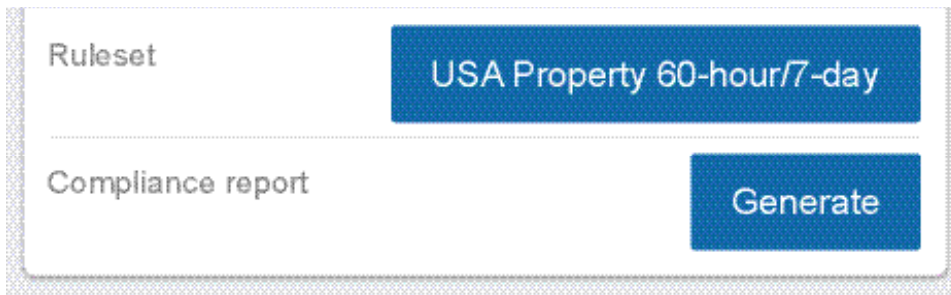 Ruleset
USA Property 60-hour/7-day
Compliance report
Generate